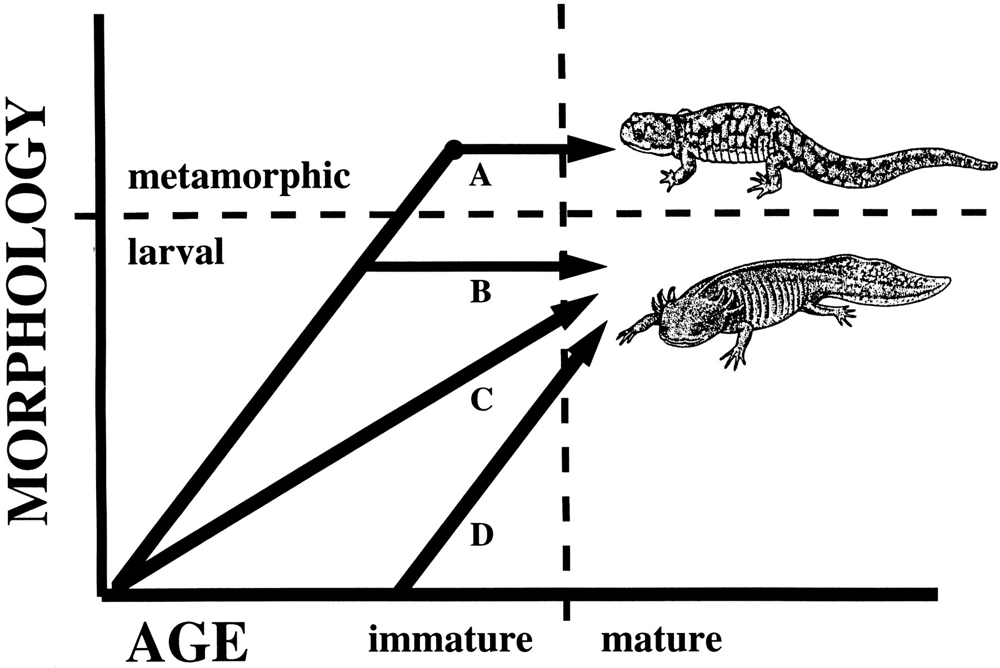 MORPHOLOGY
metamorphic
larval
A
B
C
D
AGE
immature
mature